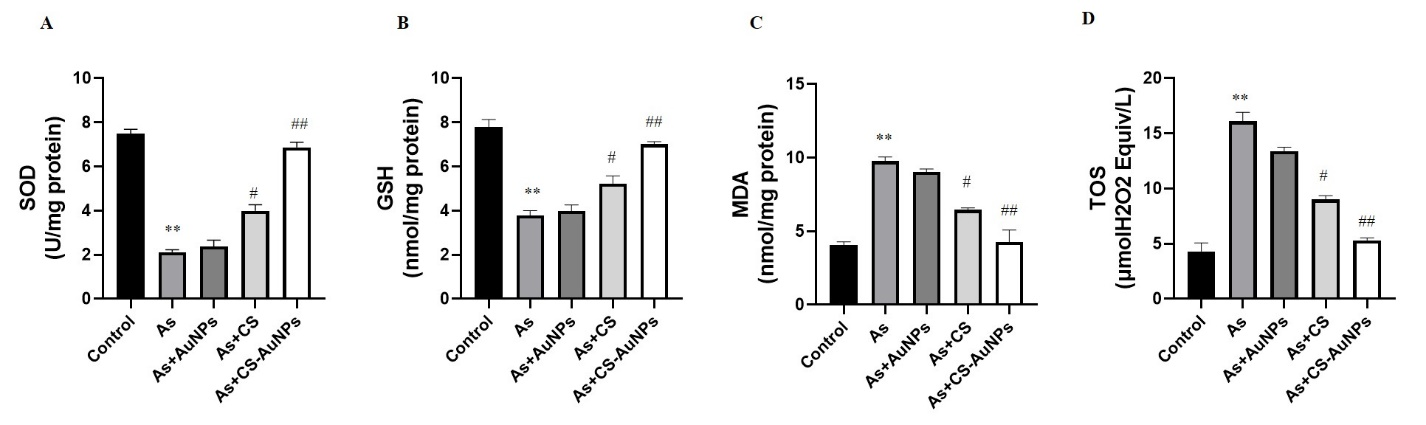 A
SOD
(U/mg protein)
10
8
6
4
2
0
**
#
##
Control
As
As+AuNPs
As+CS
As+CS-AuNPs
B
GSH
(nmol/mg protein)
10
8
6
4
2
0
**
#
##
Control
As
As+AuNPs
As+CS
As+CS-AuNPs
C
MDA
(nmol/mg protein)
15
10
5
0
**
#
##
Control
As
As+AuNPs
As+CS
As+CS-AuNPs
D
TOS
(µmolH2O2 Equiv/L)
20
15
10
5
0
**
#
##
Control
As
As+AuNPs
As+CS
As+CS-AuNPs